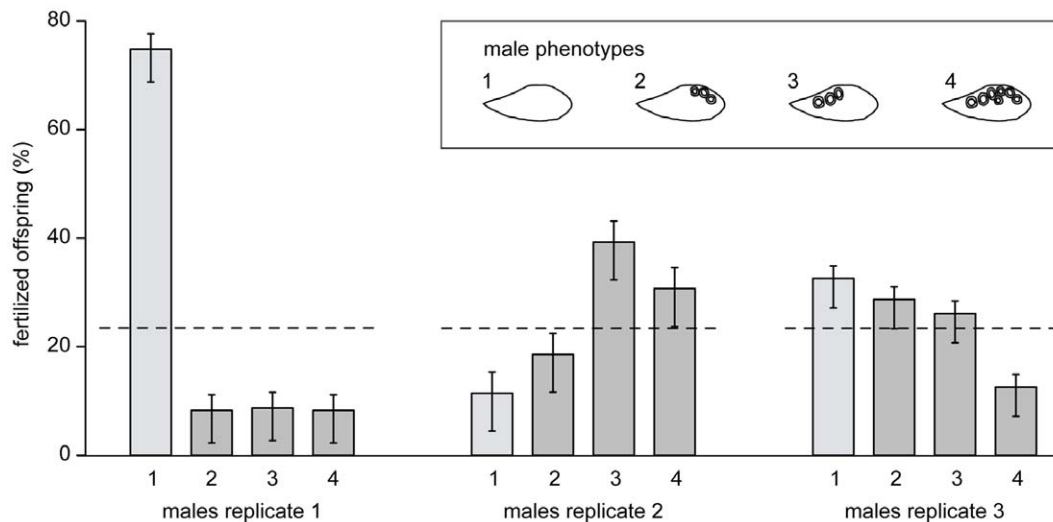 80
60
40
20
0
fertilized offspring (%)
male phenotypes
1 2 3 4
1 2 3 4
males replicate 1
1 2 3 4
males replicate 2
1 2 3 4
males replicate 3